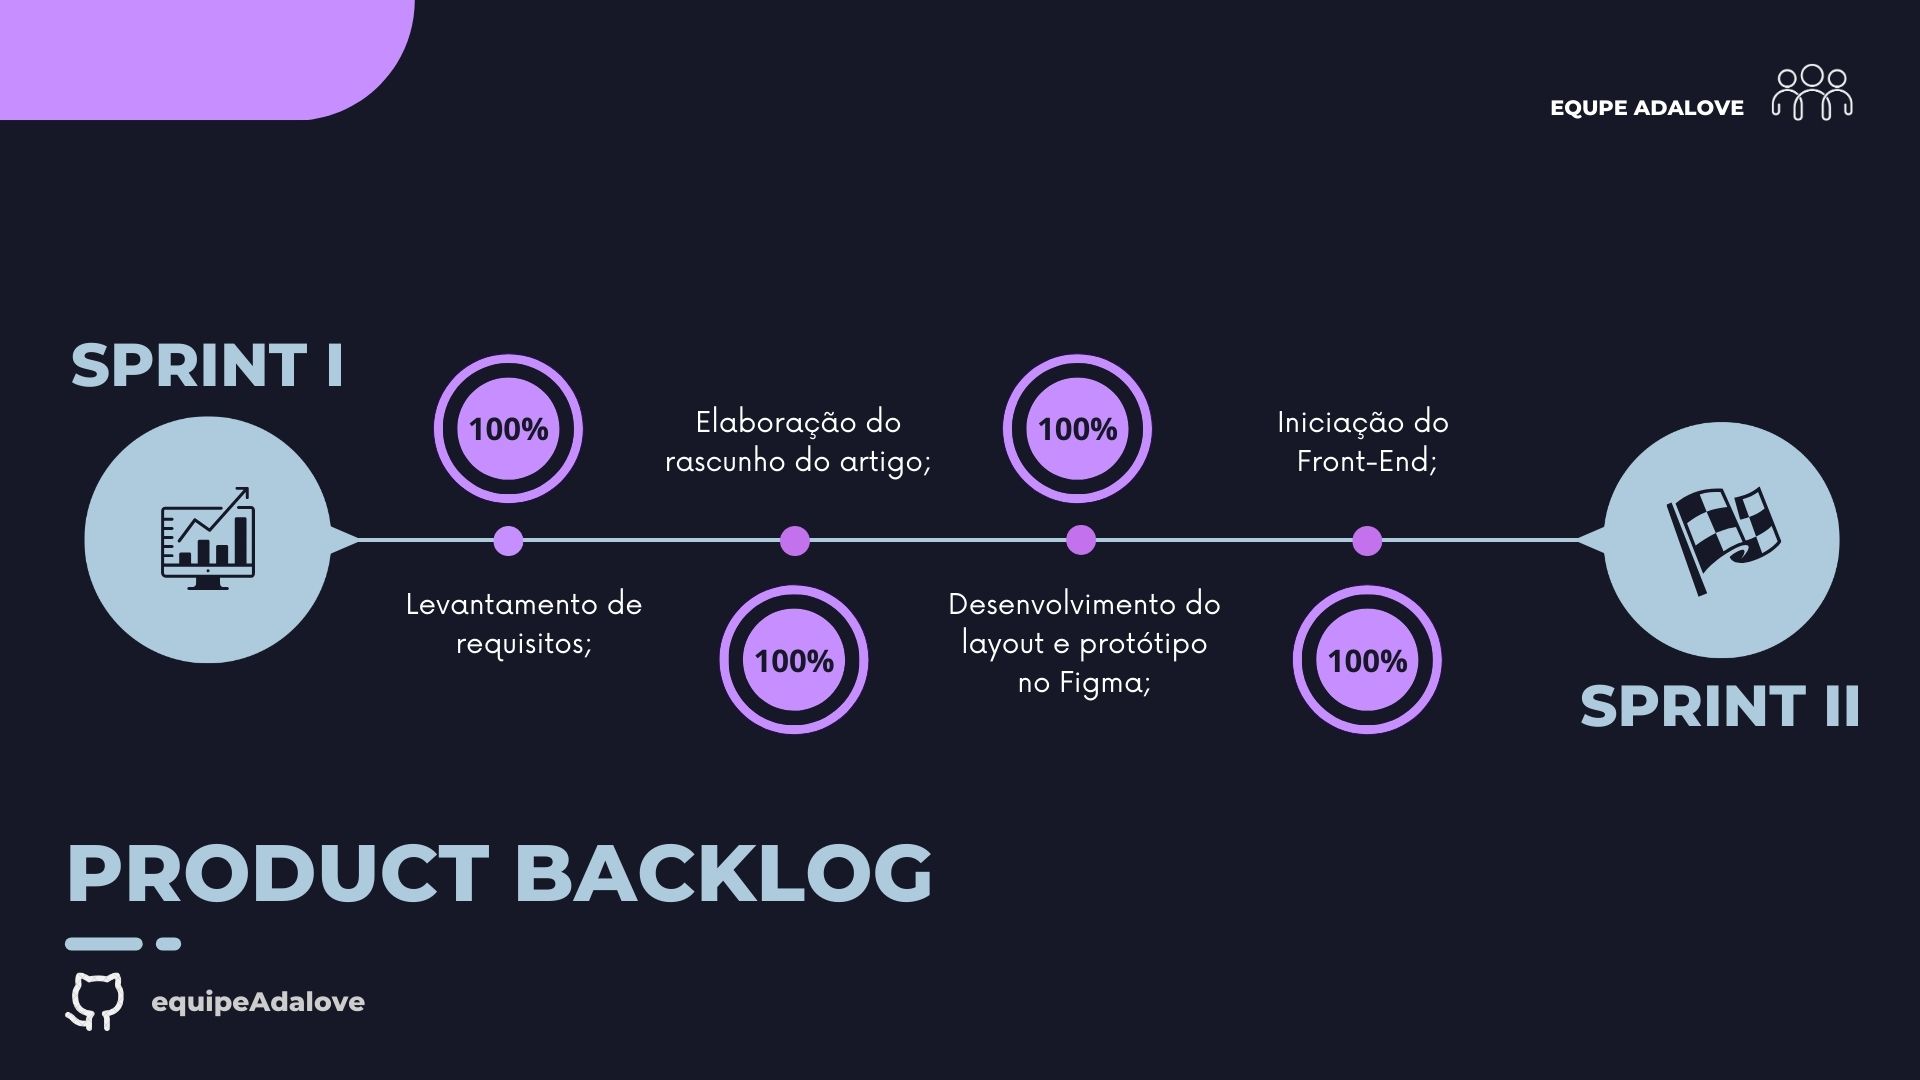 EQUPE ADALOVE
SPRINT I
100%
Levantamento de
requisitos;
Elaboração do
rascunho do artigo;
100%
100%
Desenvolvimento do
layout e protótipo
no Figma;
Iniciação do
Front-End;
100%
SPRINT II
PRODUCT BACKLOG
equipeAdalove